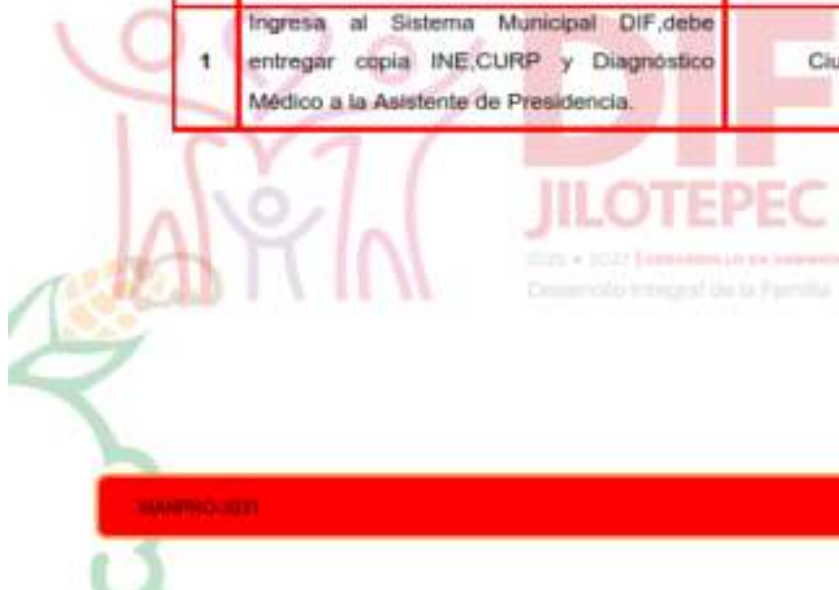 Ingresa al Sistema Municipal DIF,debe
1 entregar copia INE,CURP y Diagnóstico Ciu
Médico a la Asistente de Presidencia.
DIF
JILOTEPEC
Desarrollo Integral de la Familia